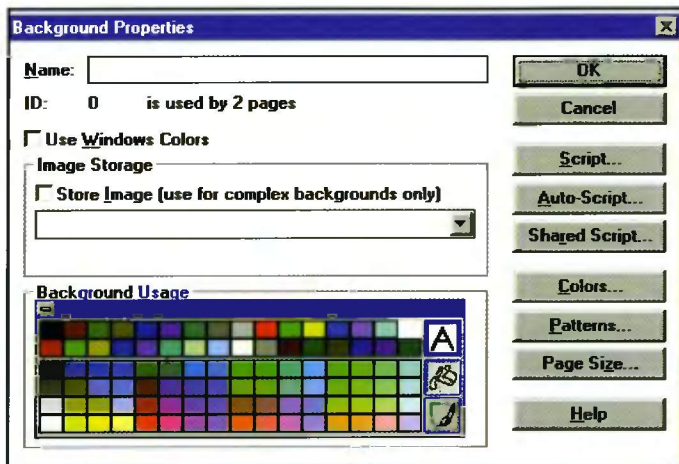 Background Properties
Name:
OK
ID: 0 is used by 2 pages
Cancel
Use Windows Colors
Image Storage
Script...
Store Image (use for complex backgrounds only)
Auto-Script...
Shared Script...
Background Usage
Colors...
A
Patterns...
Page Size...
Help